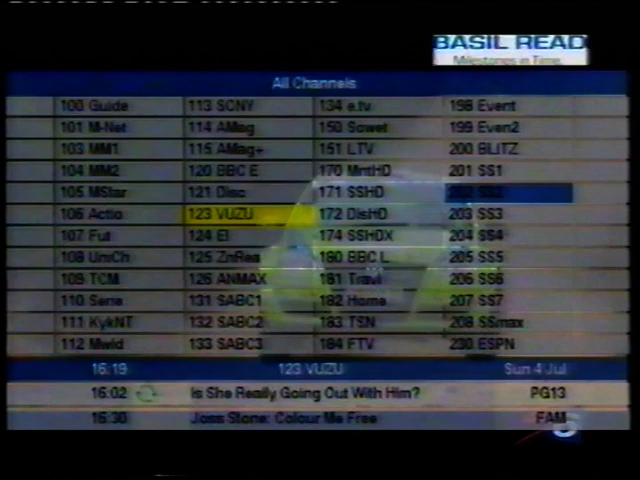 BASIL READ
Milestones in Time
All Channels
100 Guide 113 SCNY 134 e.tv 198 Event
101 M-Net 114 AMag 150 Sowet 199 Even2
103 MM1 115 AMag+ 151 LTV 200 BLITZ
104 MM2 120 BBC E 170 MntHD 201 SS1
105 MStar 121 Disc 171 SSHD 202 SS2
106 Actio 123 VUZU 172 DisHD 203 SS3
107 Fut 124 E! 174 SSHDX 204 SS4
108 UniCh 125 ZnRea 180 BBC L 205 SS5
109 TCM 126 ANMAX 181 Travl 206 SS6
110 Serie 131 SABC1 182 Home 207 SS7
111 KykNT 132 SABC2 183 TSN 208 SSmax
112 Mwld 133 SABC3 184 FTV 230 ESPN
16:19 123 VUZU Sun 4 Jul
16:02 Is She Really Going Out With Him? PG13
16:30 Joss Stone: Colour Me Free FAM